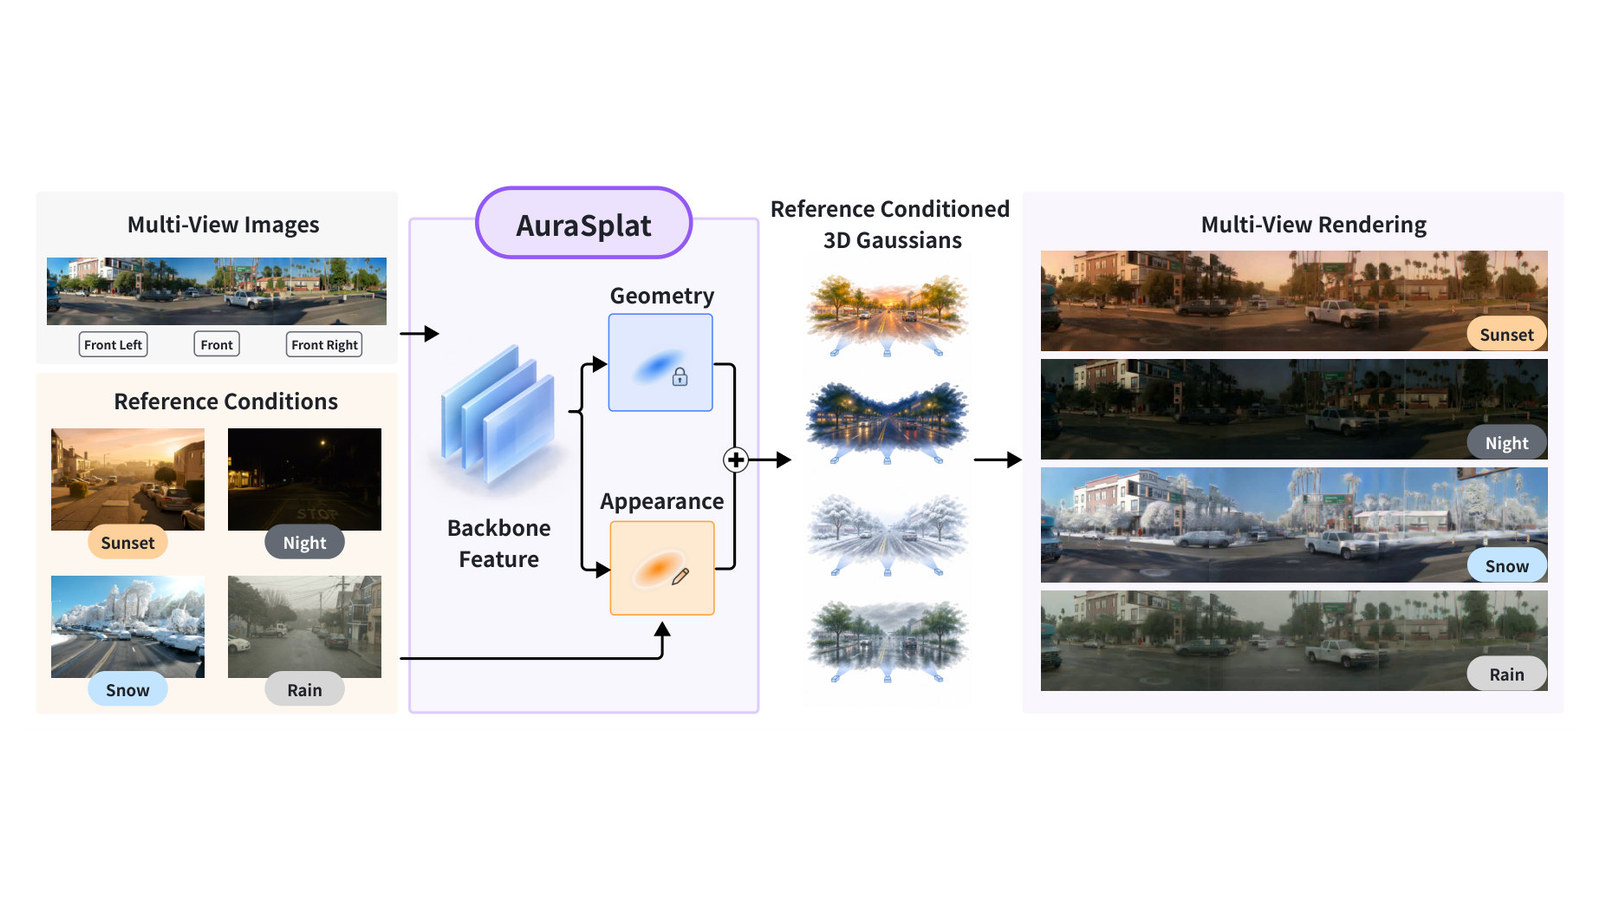 Multi-View Images
Front Left
Front
Front Right
Reference Conditions
Sunset
Night
STOP
Snow
Rain
AuraSplat
Backbone
Feature
Geometry
Appearance
Reference Conditioned
3D Gaussians
Multi-View Rendering
Sunset
Night
Snow
Rain